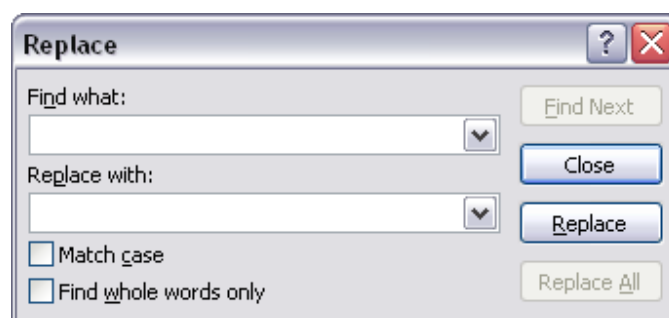 Replace
Find what:
Find Next
Close
Replace with:
Replace
Match case
Find whole words only
Replace All